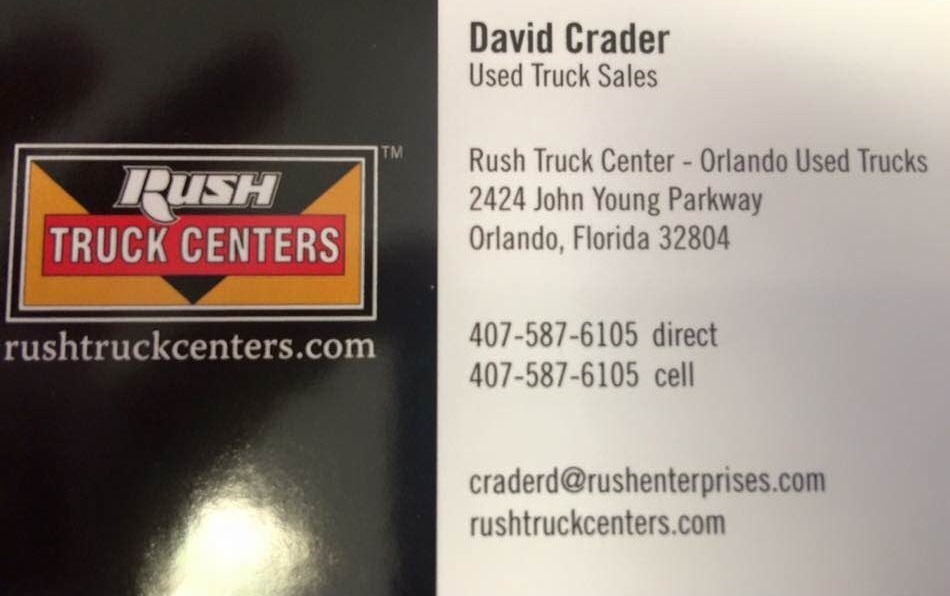 RUSH
TRUCK CENTERS
TM
rushtruckcenters.com
David Crader
Used Truck Sales
Rush Truck Center - Orlando Used Trucks
2424 John Young Parkway
Orlando, Florida 32804
407-587-6105 direct
407-587-6105 cell
craderd@rushenterprises.com
rushtruckcenters.com